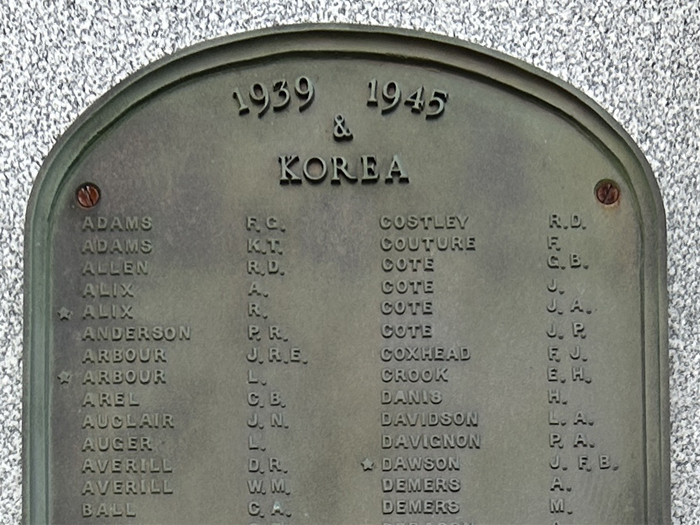 1939 1945
&
KOREA
ADAMS F.G. COSTLEY R.D.
ADAMS K.T. COUTURE F.
ALLEN R.D. COTE G.B.
ALIX A. COTE J.
☆ ALIX R. COTE J.A.
ANDERSON P.R. COTE J.P.
ARBOUR J.R.E. COXHEAD F.J.
☆ ARBOUR L. CROOK E.H.
AREL C.B. DANIS H.
AUCLAIR J.N. DAVIDSON L.A.
AUGER L. DAVIGNON P.A.
AVERILL D.R. ☆ DAWSON J.F.B.
AVERILL W.M. DEMERS A.
BALL C.A. DEMERS M.